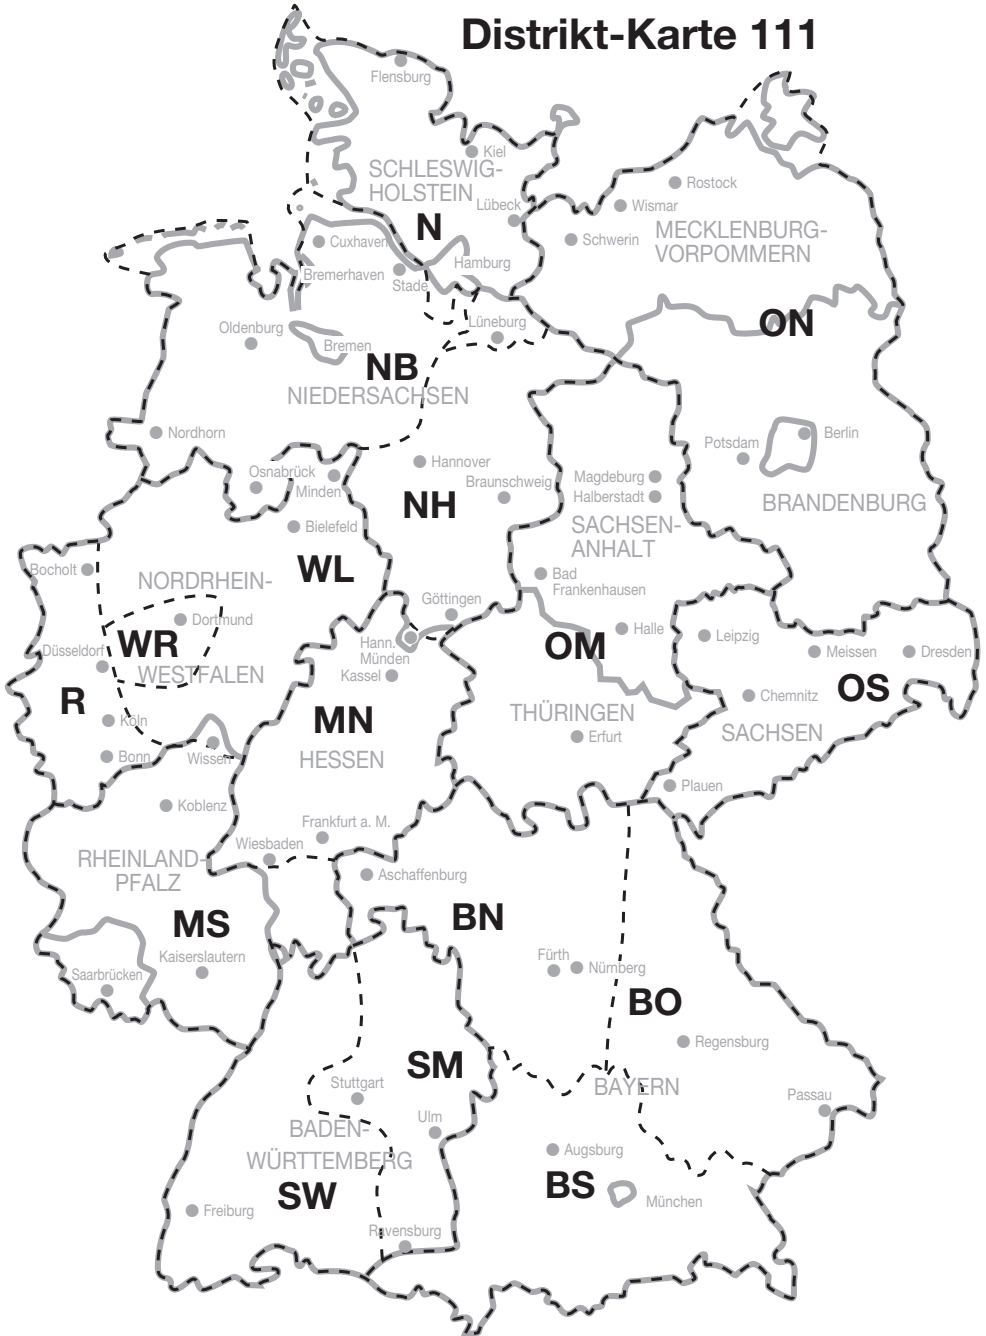 Distrikt-Karte 111
Flensburg
Kiel
SCHLESWIG-
HOLSTEIN
Lübeck
N
Rostock
Wismar
Schwerin
MECKLENBURG-
VORPOMMERN
Cuxhaven
Bremerhaven
Stade
Hamburg
Lüneburg
ON
Oldenburg
Bremen
NB
NIEDERSACHSEN
Nordhorn
Potsdam
Berlin
BRANDENBURG
Osnabrück
Minden
Hannover
Braunschweig
NH
Magdeburg
Halberstadt
SACHSEN-
ANHALT
Bielefeld
WL
Bocholt
NORDRHEIN-
WESTFALEN
Dortmund
WR
Düsseldorf
R
Köln
Bonn
Wissen
Göttingen
Hann.
Münden
Kassel
Bad
Frankenhausen
OM
Halle
Leipzig
Meissen
Dresden
OS
Chemnitz
SACHSEN
MN
HESSEN
THÜRINGEN
Erfurt
Plauen
Koblenz
Frankfurt a. M.
Wiesbaden
RHEINLAND-
PFALZ
MS
Kaiserslautern
Saarbrücken
Aschaffenburg
BN
Fürth
Nürnberg
BO
Regensburg
BAYERN
Passau
SM
Stuttgart
Ulm
BADEN-
WÜRTTEMBERG
SW
Freiburg
Ravensburg
Augsburg
BS
München